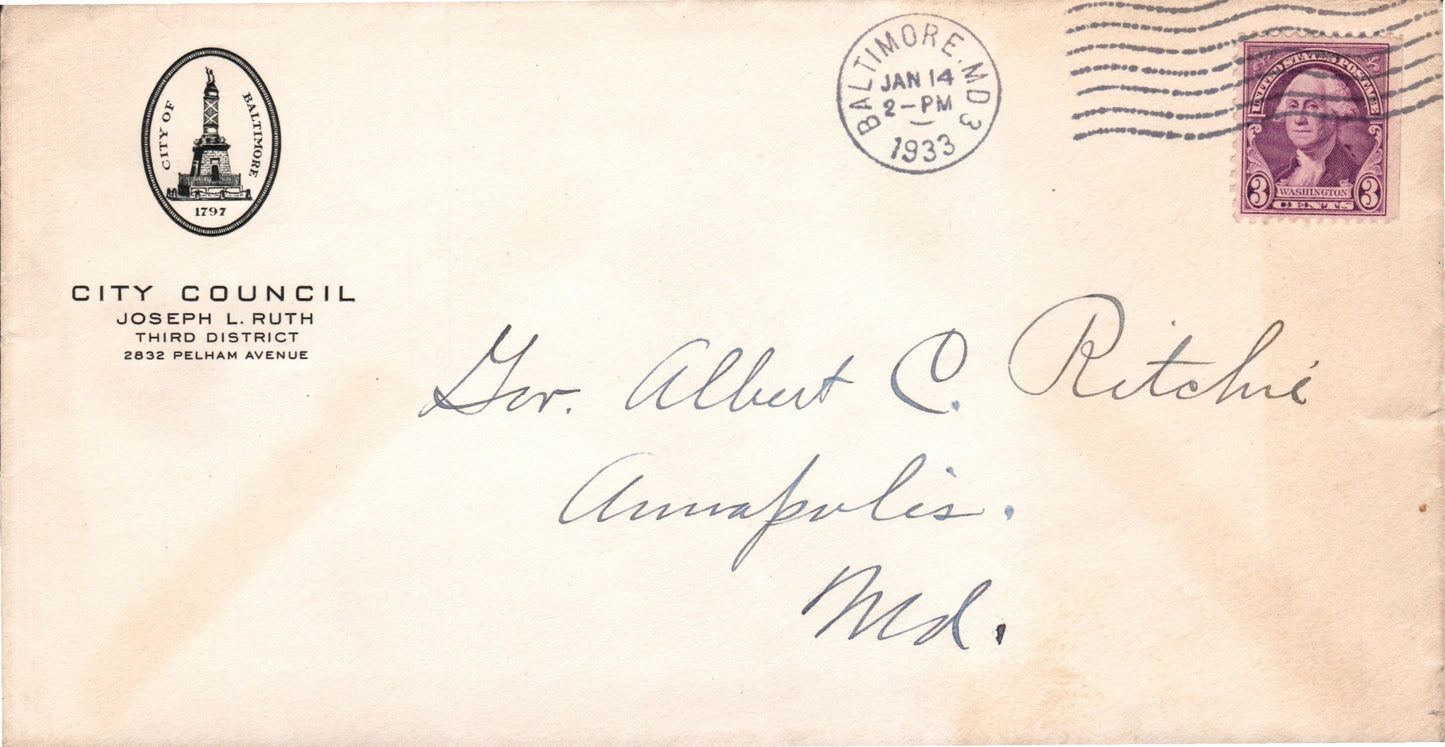 CITY OF BALTIMORE
1797
CITY COUNCIL
JOSEPH L. RUTH
THIRD DISTRICT
2832 PELHAM AVENUE
BALTIMORE, MD 3
JAN 14
2-PM
1933
UNITED STATES POSTAGE
3 WASHINGTON 3
CENTS
Gov. Albert C. Ritchie
Annapolis.
Md.